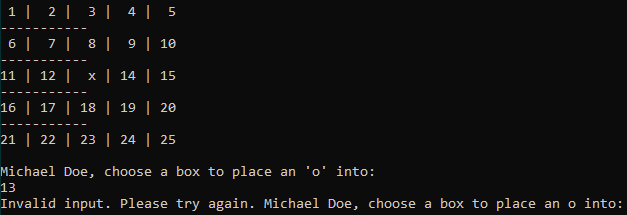 1 | 2 | 3 | 4 | 5
-----------
6 | 7 | 8 | 9 | 10
-----------
11 | 12 | x | 14 | 15
-----------
16 | 17 | 18 | 19 | 20
-----------
21 | 22 | 23 | 24 | 25
Michael Doe, choose a box to place an 'o' into:
13
Invalid input. Please try again. Michael Doe, choose a box to place an o into: